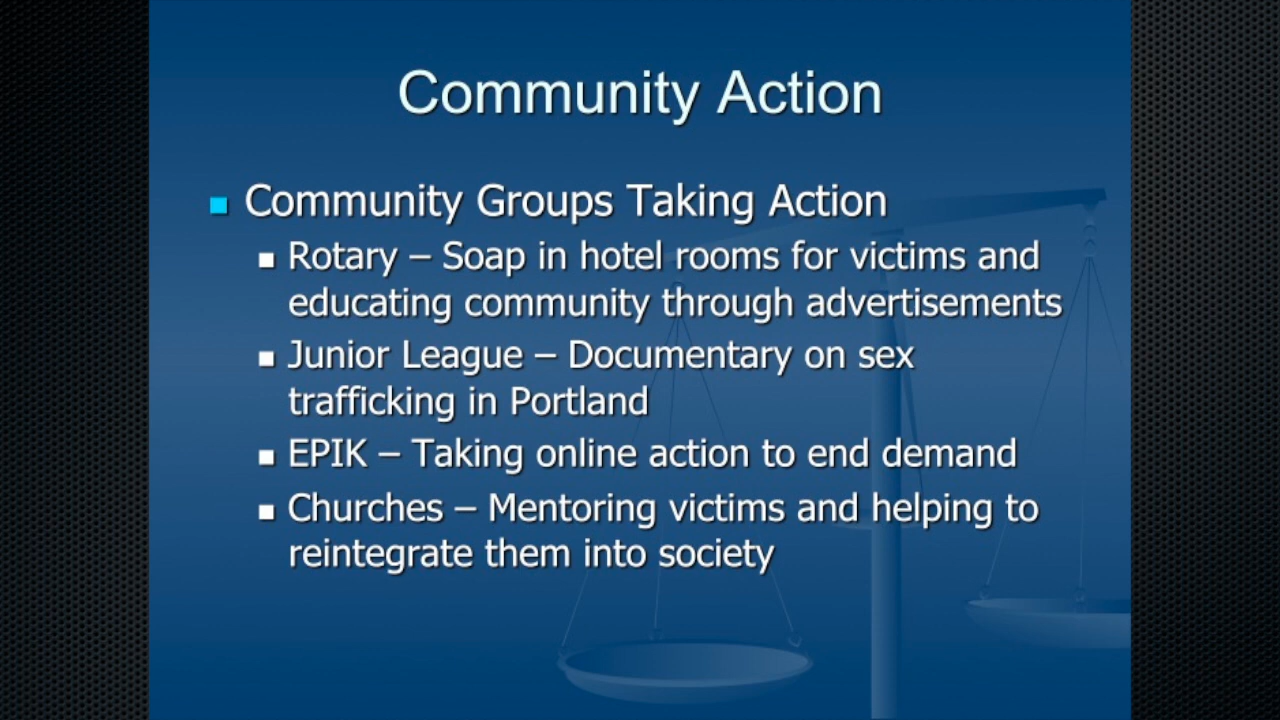 Community Action
Community Groups Taking Action
Rotary – Soap in hotel rooms for victims and
educating community through advertisements
Junior League – Documentary on sex
trafficking in Portland
EPIK – Taking online action to end demand
Churches – Mentoring victims and helping to
reintegrate them into society